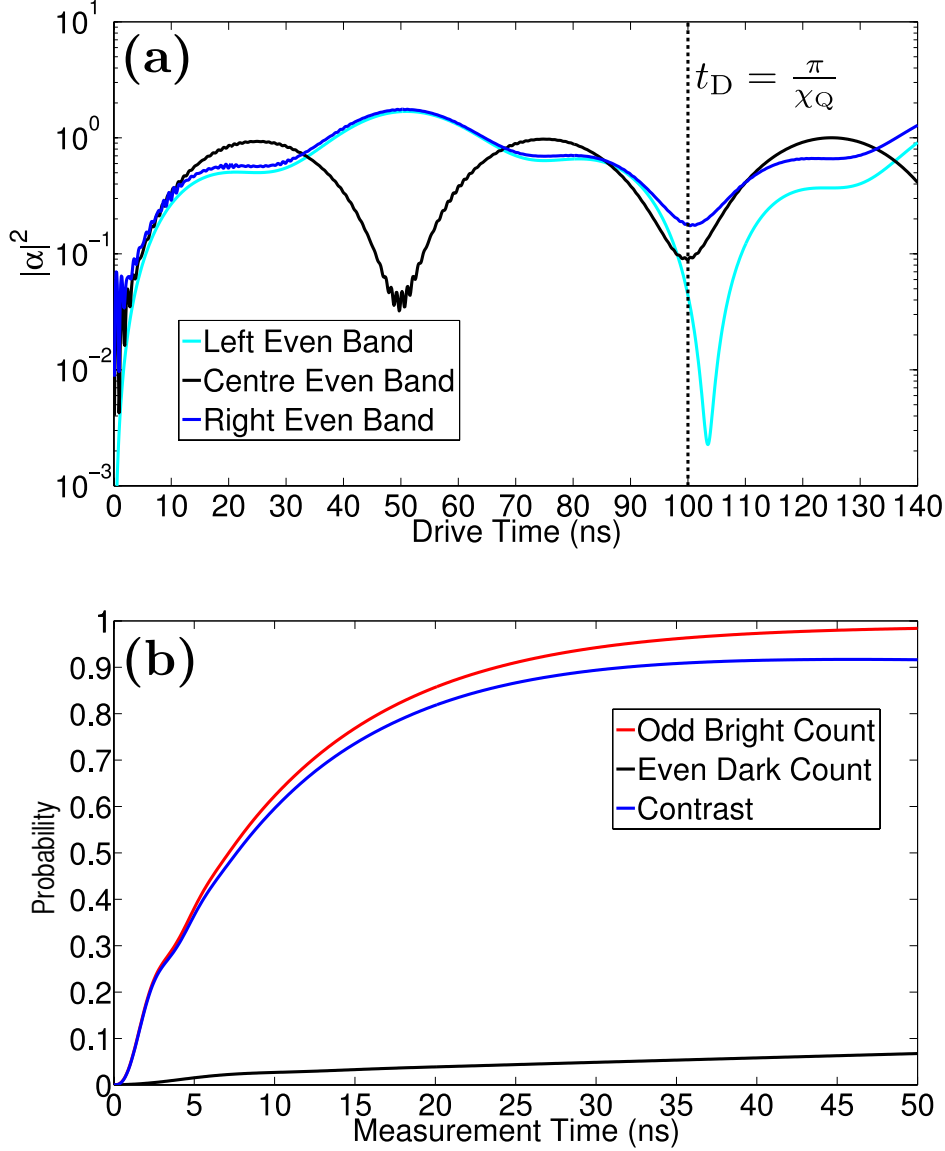 (a)
10^1
10^0
10^−1
10^−2
10^−3
|α|^2
t_D = π/χ_Q
Left Even Band
Centre Even Band
Right Even Band
0 10 20 30 40 50 60 70 80 90 100 110 120 130 140
Drive Time (ns)
(b)
1
0.9
0.8
0.7
0.6
0.5
0.4
0.3
0.2
0.1
0
Probability
Odd Bright Count
Even Dark Count
Contrast
0 5 10 15 20 25 30 35 40 45 50
Measurement Time (ns)